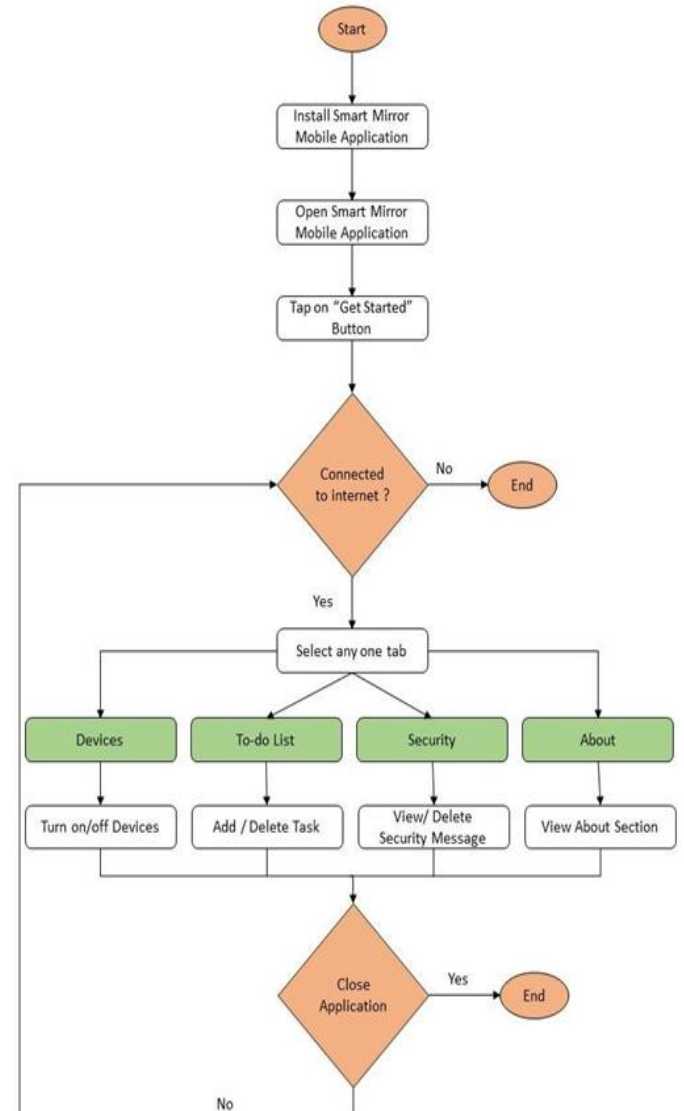 Start
Install Smart Mirror
Mobile Application
Open Smart Mirror
Mobile Application
Tap on “Get Started”
Button
Connected
to internet ?
No
End
Yes
Select any one tab
Devices
To-do List
Security
About
Turn on/off Devices
Add / Delete Task
View/ Delete
Security Message
View About Section
Close
Application
Yes
End
No